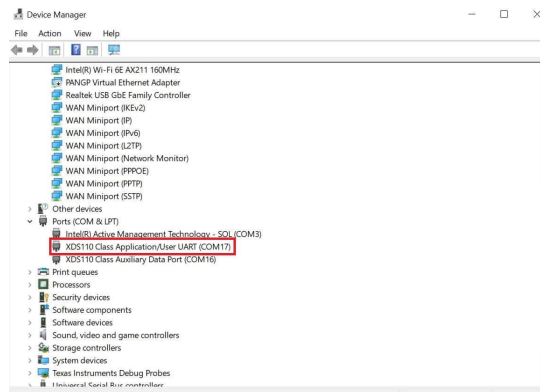 Device Manager
File Action View Help
Intel(R) Wi-Fi 6E AX211 160MHz
PANGP Virtual Ethernet Adapter
Realtek USB GbE Family Controller
WAN Miniport (IKEv2)
WAN Miniport (IP)
WAN Miniport (IPv6)
WAN Miniport (L2TP)
WAN Miniport (Network Monitor)
WAN Miniport (PPPOE)
WAN Miniport (PPTP)
WAN Miniport (SSTP)
Other devices
Ports (COM & LPT)
Intel(R) Active Management Technology - SOL (COM3)
XDS110 Class Application/User UART (COM17)
XDS110 Class Auxiliary Data Port (COM16)
Print queues
Processors
Security devices
Software components
Software devices
Sound, video and game controllers
Storage controllers
System devices
Texas Instruments Debug Probes
Universal Serial Bus controllers